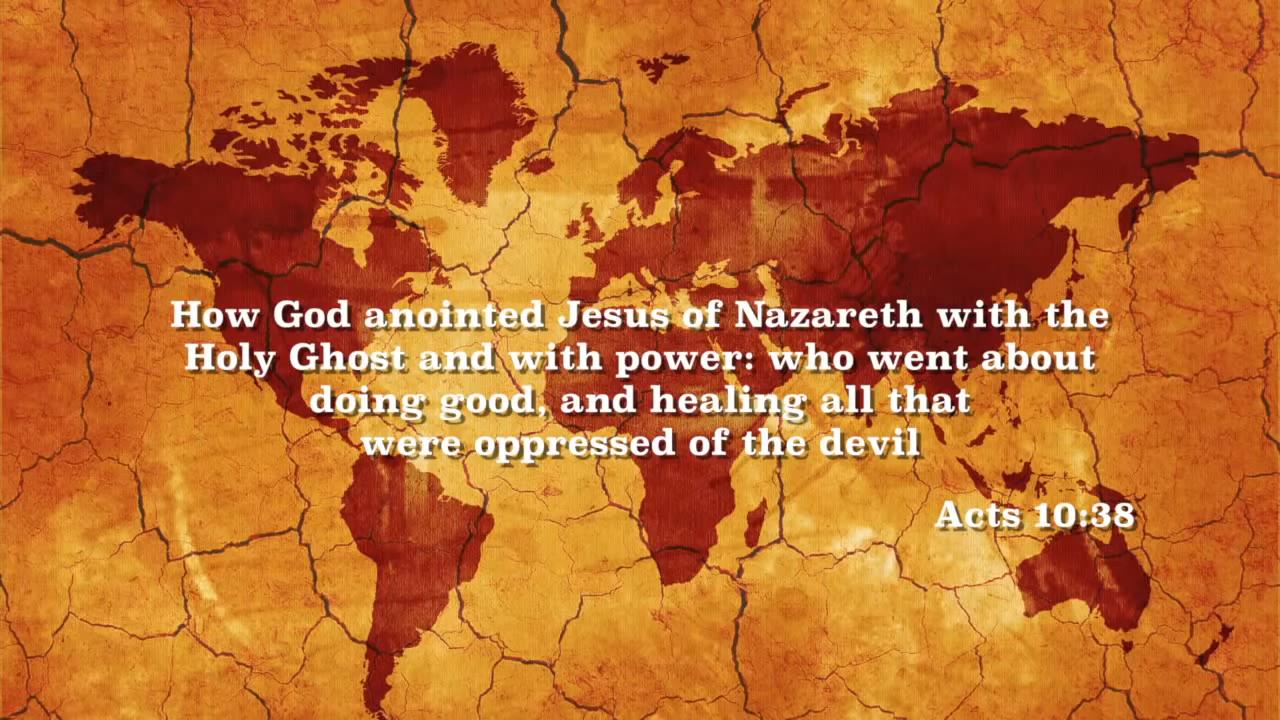 How God anointed Jesus of Nazareth with the
Holy Ghost and with power: who went about
doing good, and healing all that
were oppressed of the devil
Acts 10:38